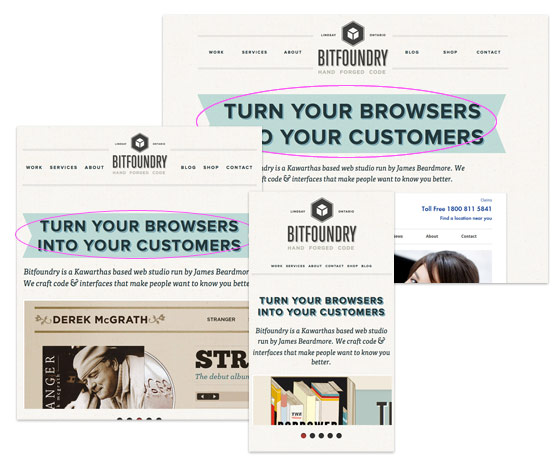 LINDSAY ONTARIO
WORK SERVICES ABOUT BITFOUNDRY BLOG SHOP CONTACT
HAND FORGED CODE
TURN YOUR BROWSERS
INTO YOUR CUSTOMERS
Bitfoundry is a Kawarthas based web studio run by James Beardmore. We
craft code & interfaces that make people want to know you better.
Toll Free 1800 811 5841
Find a location near you
News About Contact
LINDSAY ONTARIO
WORK SERVICES ABOUT BITFOUNDRY BLOG SHOP CONTACT
HAND FORGED CODE
TURN YOUR BROWSERS
INTO YOUR CUSTOMERS
Bitfoundry is a Kawarthas based web studio run by James Beardmore.
We craft code & interfaces that make people want to know you better.
DEREK McGRATH STRANGER
STR
The debut album
LINDSAY ONTARIO
BITFOUNDRY
HAND FORGED CODE
WORK SERVICES ABOUT CONTACT SHOP BLOG
TURN YOUR BROWSERS
INTO YOUR CUSTOMERS
Bitfoundry is a Kawarthas based web studio
run by James Beardmore. We craft code &
interfaces that make people want to know you
better.
THE
BORROWER